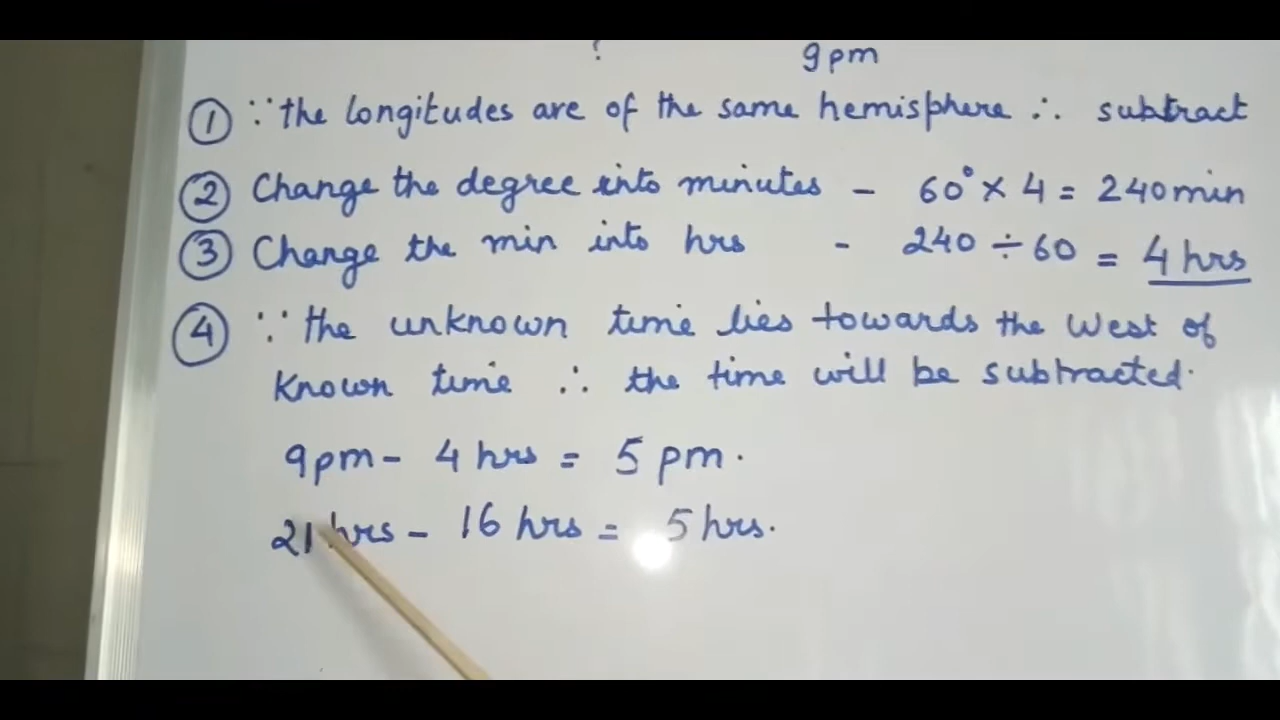 ? 9pm
① ∵ the longitudes are of the same hemisphere ∴ subtract
② Change the degree into minutes - 60° × 4 = 240 min
③ Change the min into hrs - 240 ÷ 60 = 4 hrs
④ ∵ the unknown time lies towards the West of
Known time ∴ the time will be subtracted.
9pm - 4 hrs = 5 pm.
21 hrs - 16 hrs = 5 hrs.